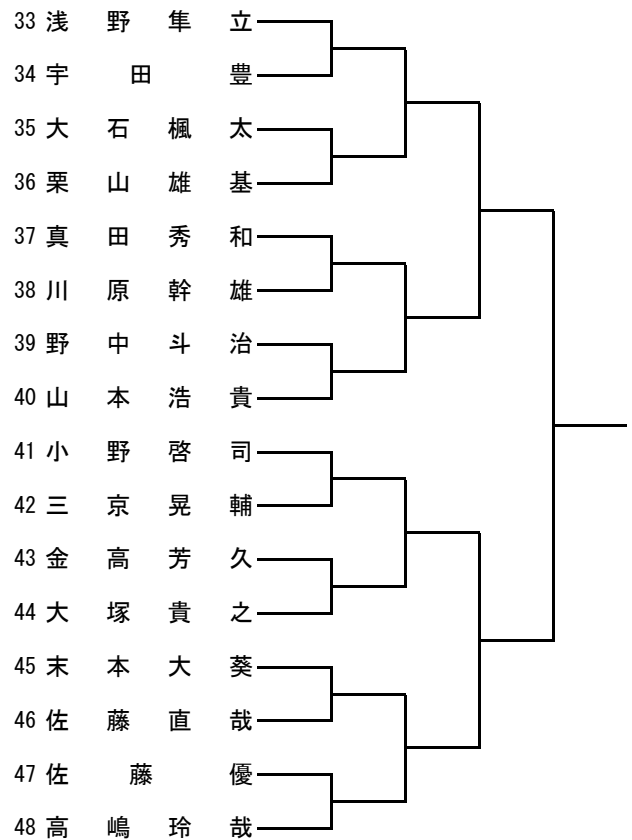 33 浅野隼立
34 宇田豊
35 大石楓太
36 栗山雄基
37 真田秀和
38 川原幹雄
39 野中斗治
40 山本浩貴
41 小野啓司
42 三京晃輔
43 金高芳久
44 大塚貴之
45 末本大葵
46 佐藤直哉
47 佐藤優
48 高嶋玲哉